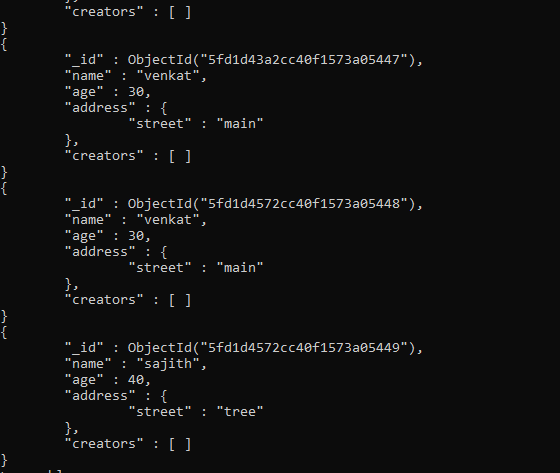 "creators" : [ ]
}
{
"_id" : ObjectId("5fd1d43a2cc40f1573a05447"),
"name" : "venkat",
"age" : 30,
"address" : {
"street" : "main"
},
"creators" : [ ]
}
{
"_id" : ObjectId("5fd1d4572cc40f1573a05448"),
"name" : "venkat",
"age" : 30,
"address" : {
"street" : "main"
},
"creators" : [ ]
}
{
"_id" : ObjectId("5fd1d4572cc40f1573a05449"),
"name" : "sajith",
"age" : 40,
"address" : {
"street" : "tree"
},
"creators" : [ ]
}